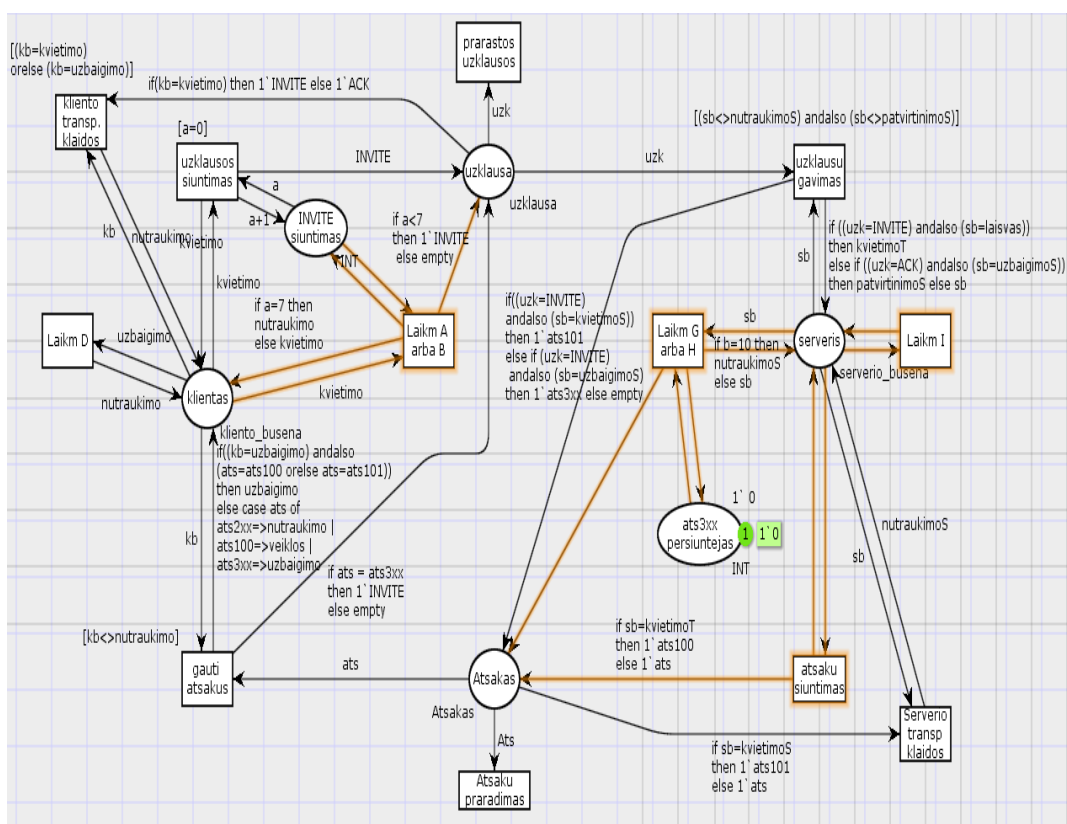 prarastos
uzklausos
[(kb=kvietimo)
orelse (kb=uzbaigimo)]
if(kb=kvietimo) then 1`INVITE else 1`ACK
kliento
transp.
klaidos
uzk
[(sb<>nutraukimoS) andalso (sb<>patvirtinimoS)]
[a=0]
uzklausos
siuntimas
INVITE
uzklausa
uzklausa
uzk
uzklausu
gavimas
a
a+1
INVITE
siuntimas
INT
if a<7
then 1`INVITE
else empty
kb
nutraukimo
kvietimo
kvietimo
sb
if ((uzk=INVITE) andalso (sb=laisvas))
then kvietimoT
else if ((uzk=ACK) andalso (sb=uzbaigimoS))
then patvirtinimoS else sb
if a=7 then
nutraukimo
else kvietimo
Laikm A
arba B
if((uzk=INVITE)
andalso (sb=kvietimoS))
then 1`ats101
else if (uzk=INVITE)
andalso (sb=uzbaigimoS)
then 1`ats3xx else empty
Laikm G
arba H
sb
if b=10 then
nutraukimoS
else sb
serveris
serverio_busena
Laikm I
Laikm D
uzbaigimo
nutraukimo
klientas
kvietimo
kliento_busena
if((kb=uzbaigimo) andalso
(ats=ats100 orelse ats=ats101))
then uzbaigimo
else case ats of
ats2xx=>nutraukimo |
ats100=>veiklos |
ats3xx=>uzbaigimo
kb
1`0
ats3xx
persiuntejas
1
1`0
INT
nutraukimoS
sb
if ats = ats3xx
then 1`INVITE
else empty
[kb<>nutraukimo]
gauti
atsakus
ats
Atsakas
Atsakas
if sb=kvietimoT
then 1`ats100
else 1`ats
atsaku
siuntimas
Serverio
transp
klaidos
Ats
if sb=kvietimoS
then 1`ats101
else 1`ats
Atsaku
praradimas